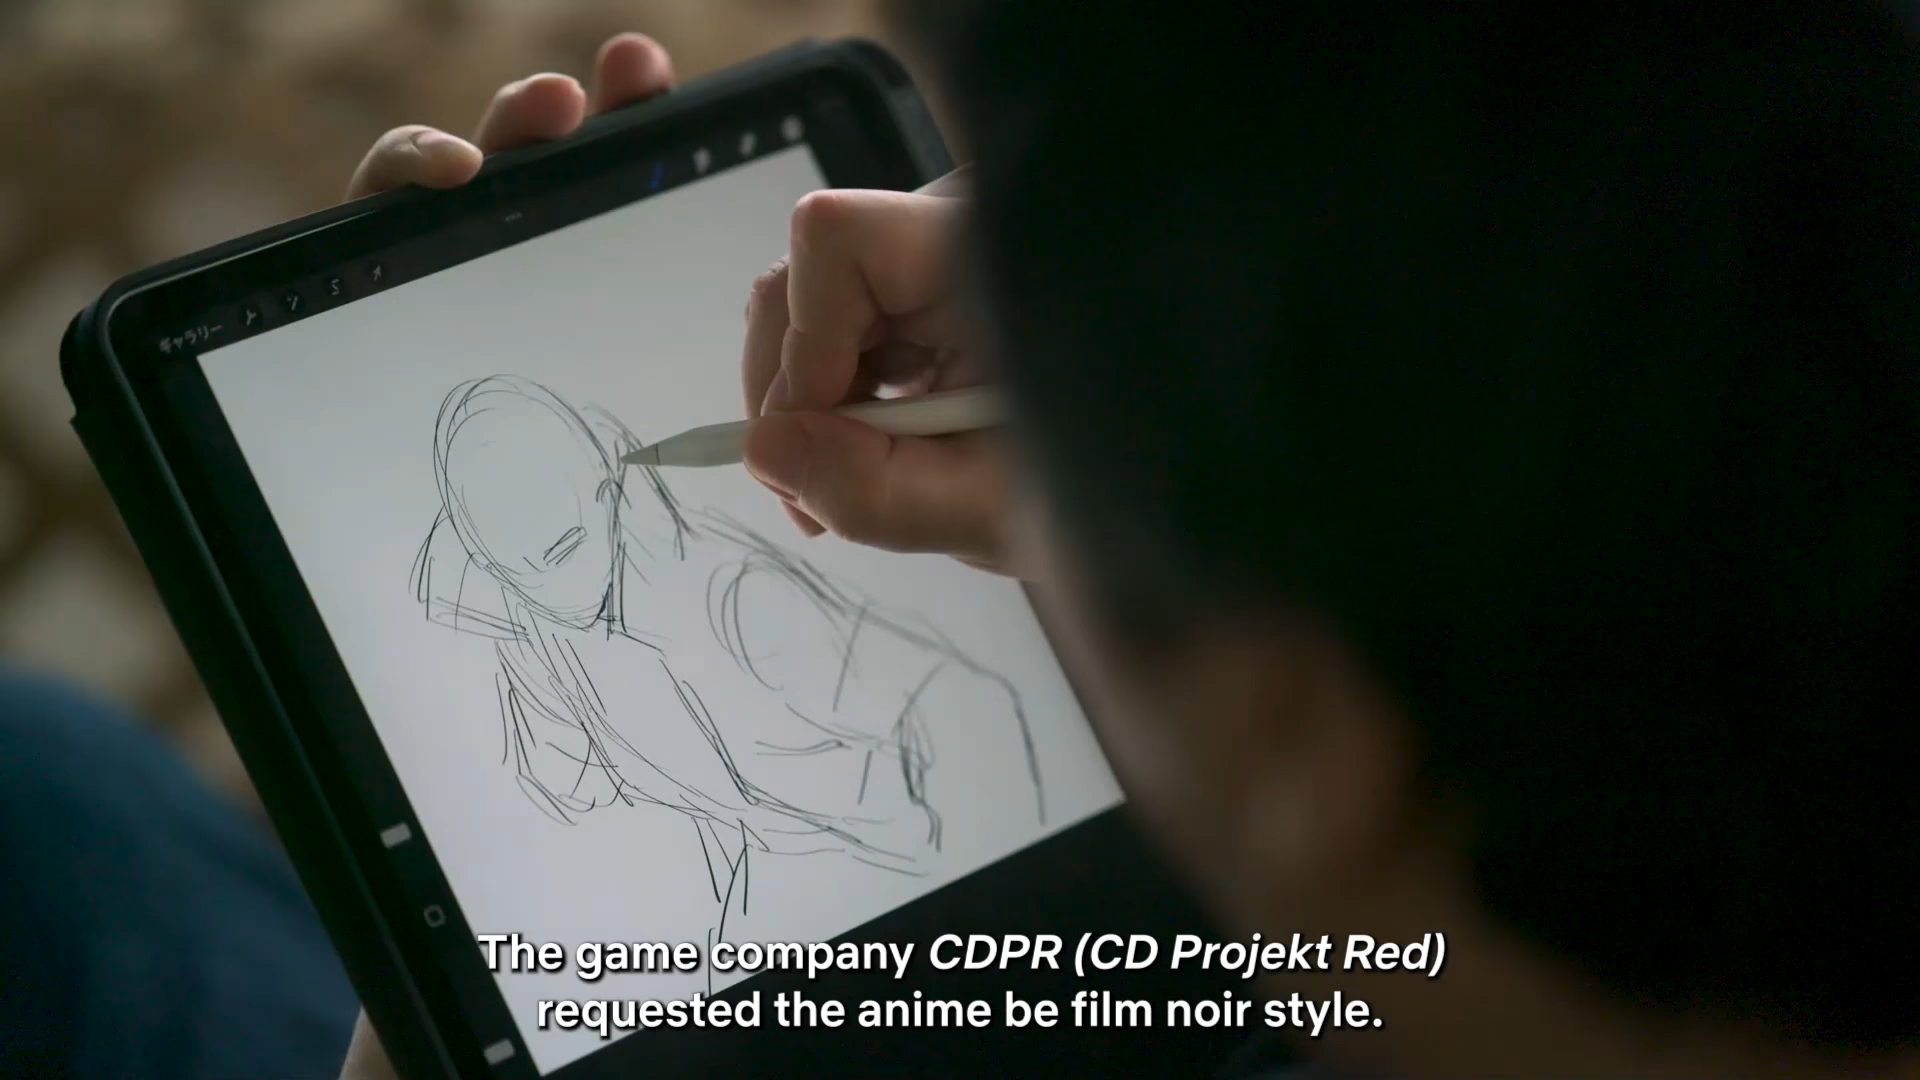 ギャラリー
The game company CDPR (CD Projekt Red)
requested the anime be film noir style.